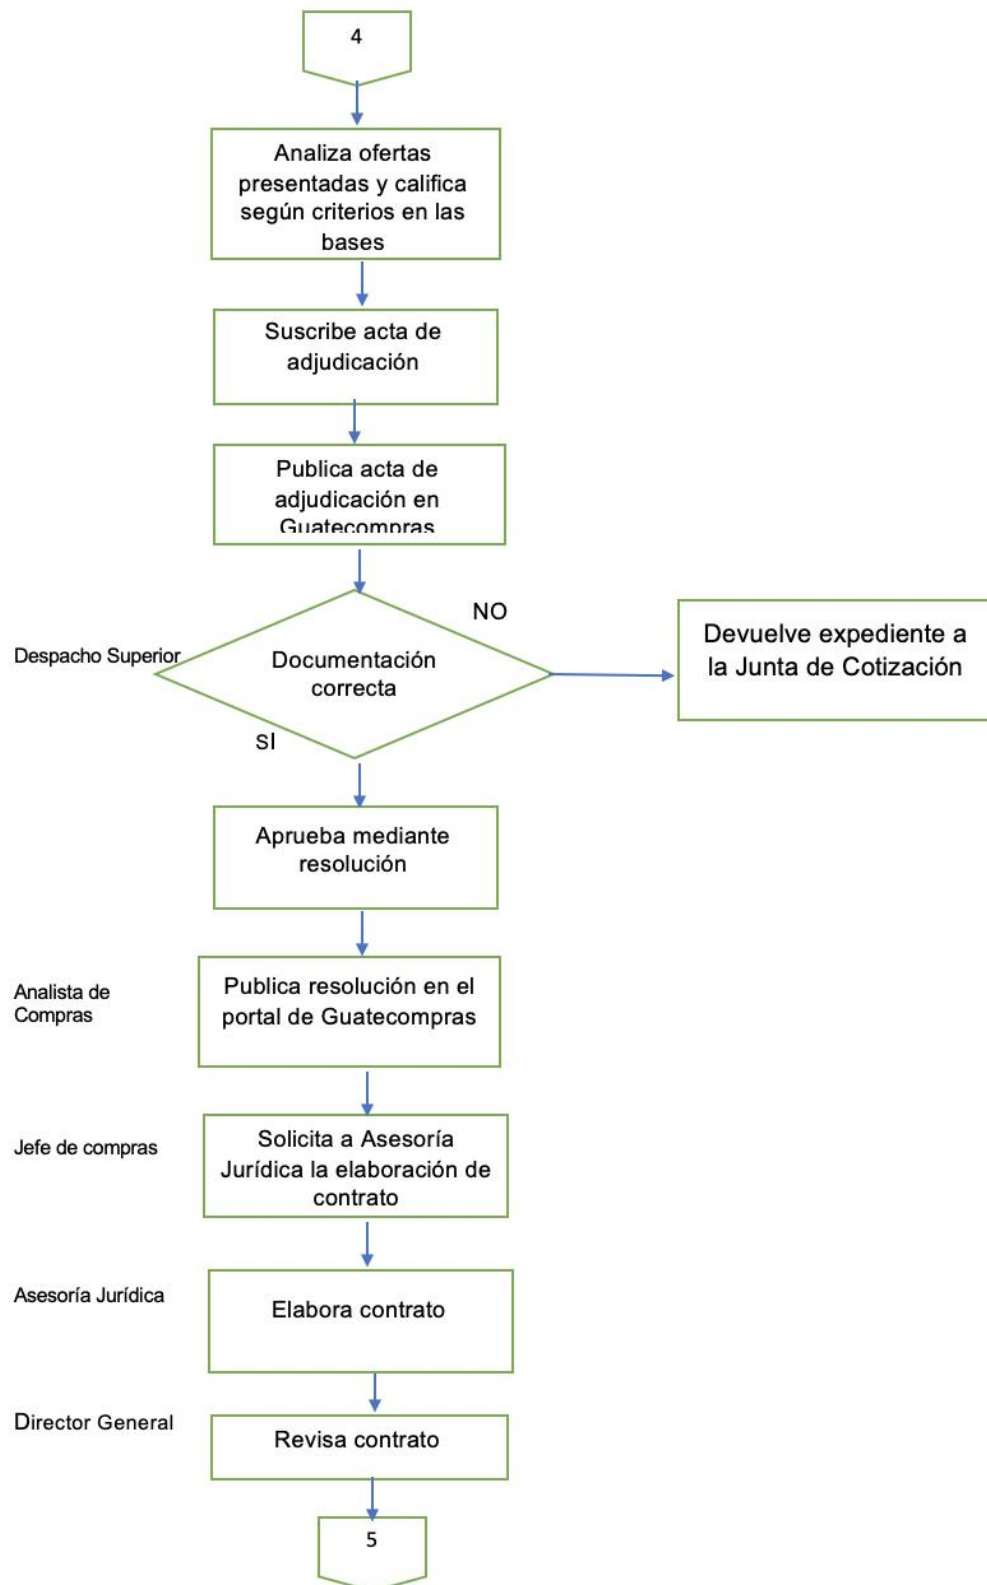 4
Analiza ofertas
presentadas y califica
según criterios en las
bases
Suscribe acta de
adjudicación
Publica acta de
adjudicación en
Guatecompras
NO
Despacho Superior
Documentación
correcta
Devuelve expediente a
la Junta de Cotización
SI
Aprueba mediante
resolución
Analista de
Compras
Publica resolución en el
portal de Guatecompras
Jefe de compras
Solicita a Asesoría
Jurídica la elaboración de
contrato
Asesoría Jurídica
Elabora contrato
Director General
Revisa contrato
5